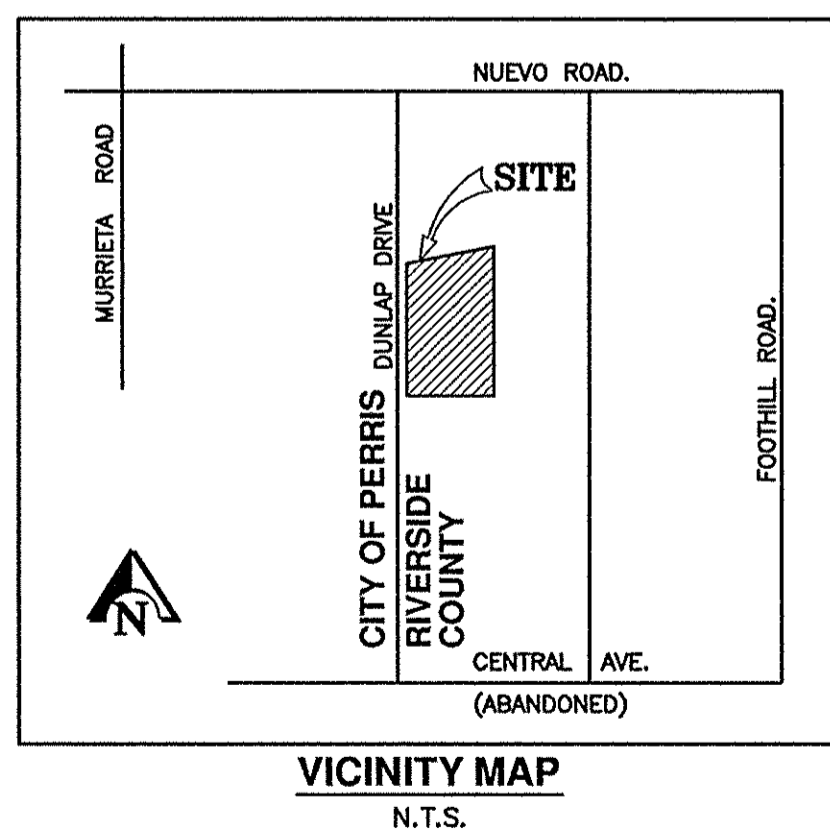 NUEVO ROAD.
MURRIETA ROAD
DUNLAP DRIVE
SITE
FOOTHILL ROAD.
CITY OF PERRIS
RIVERSIDE
COUNTY
N
CENTRAL AVE.
(ABANDONED)
VICINITY MAP
N.T.S.